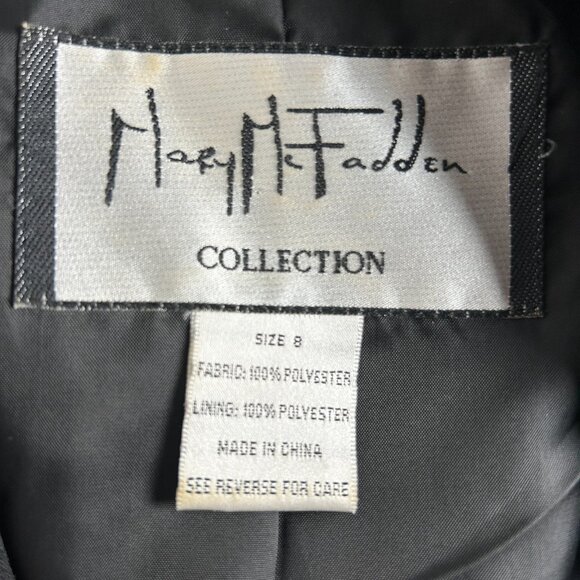 Mary McFadden
COLLECTION
SIZE 8
FABRIC: 100% POLYESTER
LINING: 100% POLYESTER
MADE IN CHINA
SEE REVERSE FOR CARE